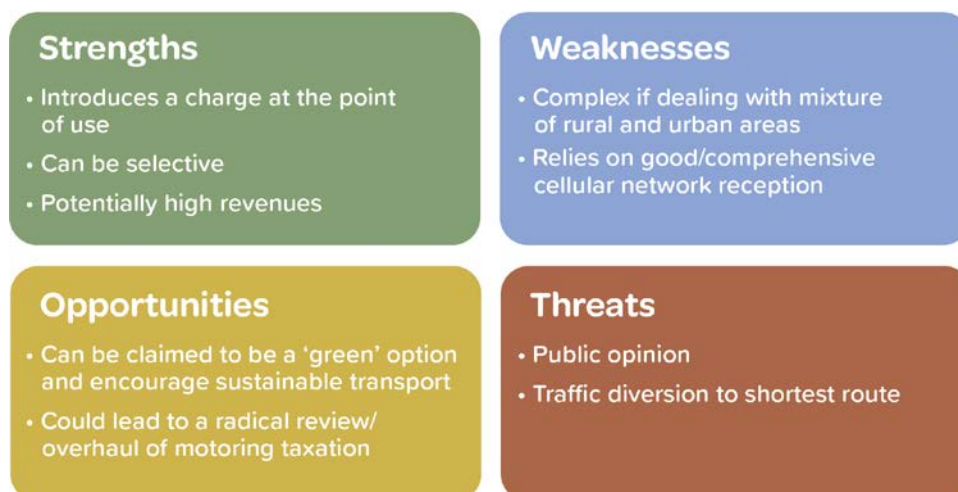 Strengths
• Introduces a charge at the point
of use
• Can be selective
• Potentially high revenues
Weaknesses
• Complex if dealing with mixture
of rural and urban areas
• Relies on good/comprehensive
cellular network reception
Opportunities
• Can be claimed to be a ‘green’ option
and encourage sustainable transport
• Could lead to a radical review/
overhaul of motoring taxation
Threats
• Public opinion
• Traffic diversion to shortest route